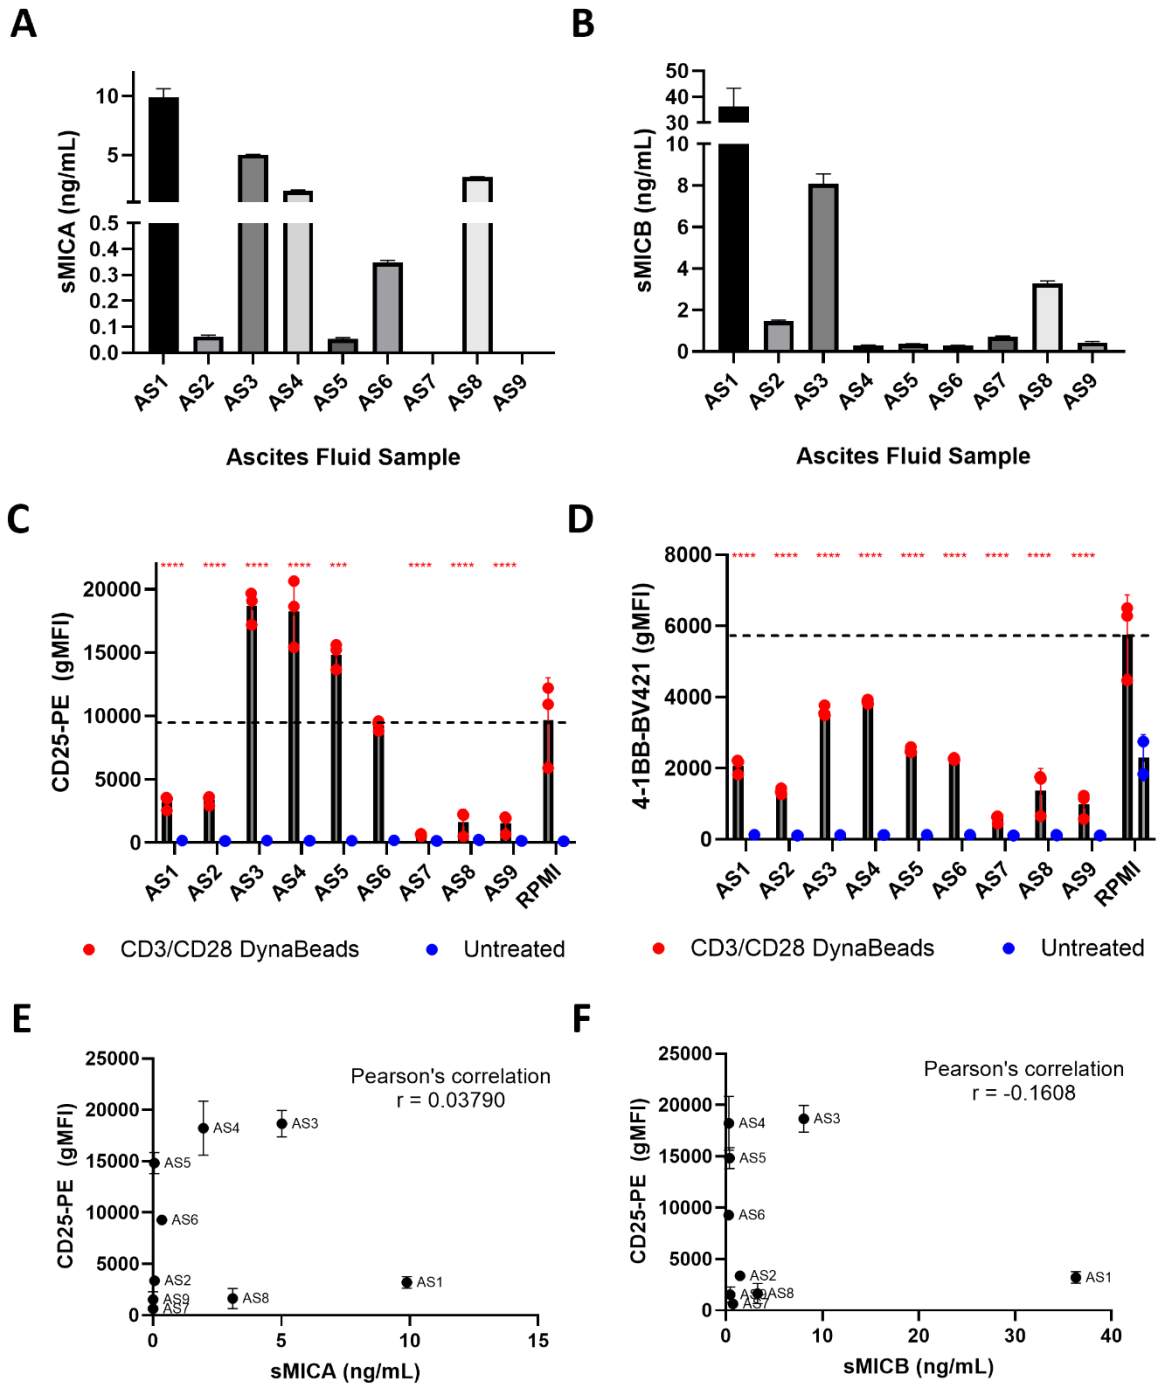 A
sMICA (ng/mL)
10
5
0.5
0.4
0.3
0.2
0.1
0.0
AS1 AS2 AS3 AS4 AS5 AS6 AS7 AS8 AS9
Ascites Fluid Sample
B
sMICB (ng/mL)
50
40
30
10
8
6
4
2
0
AS1 AS2 AS3 AS4 AS5 AS6 AS7 AS8 AS9
Ascites Fluid Sample
C
CD25-PE (gMFI)
**** **** **** **** *** **** **** ****
20000
15000
10000
5000
0
AS1 AS2 AS3 AS4 AS5 AS6 AS7 AS8 AS9 RPMI
CD3/CD28 DynaBeads Untreated
D
4-1BB-BV421 (gMFI)
**** **** **** **** **** **** **** **** ****
8000
6000
4000
2000
0
AS1 AS2 AS3 AS4 AS5 AS6 AS7 AS8 AS9 RPMI
CD3/CD28 DynaBeads Untreated
E
CD25-PE (gMFI)
25000
20000
15000
10000
5000
0
Pearson's correlation
r = 0.03790
AS4
AS3
AS5
AS6
AS2
AS1
AS9
AS8
AS7
0 5 10 15
sMICA (ng/mL)
F
CD25-PE (gMFI)
25000
20000
15000
10000
5000
0
Pearson's correlation
r = -0.1608
AS4
AS3
AS5
AS6
AS2
AS1
AS8
AS7
0 10 20 30 40
sMICB (ng/mL)